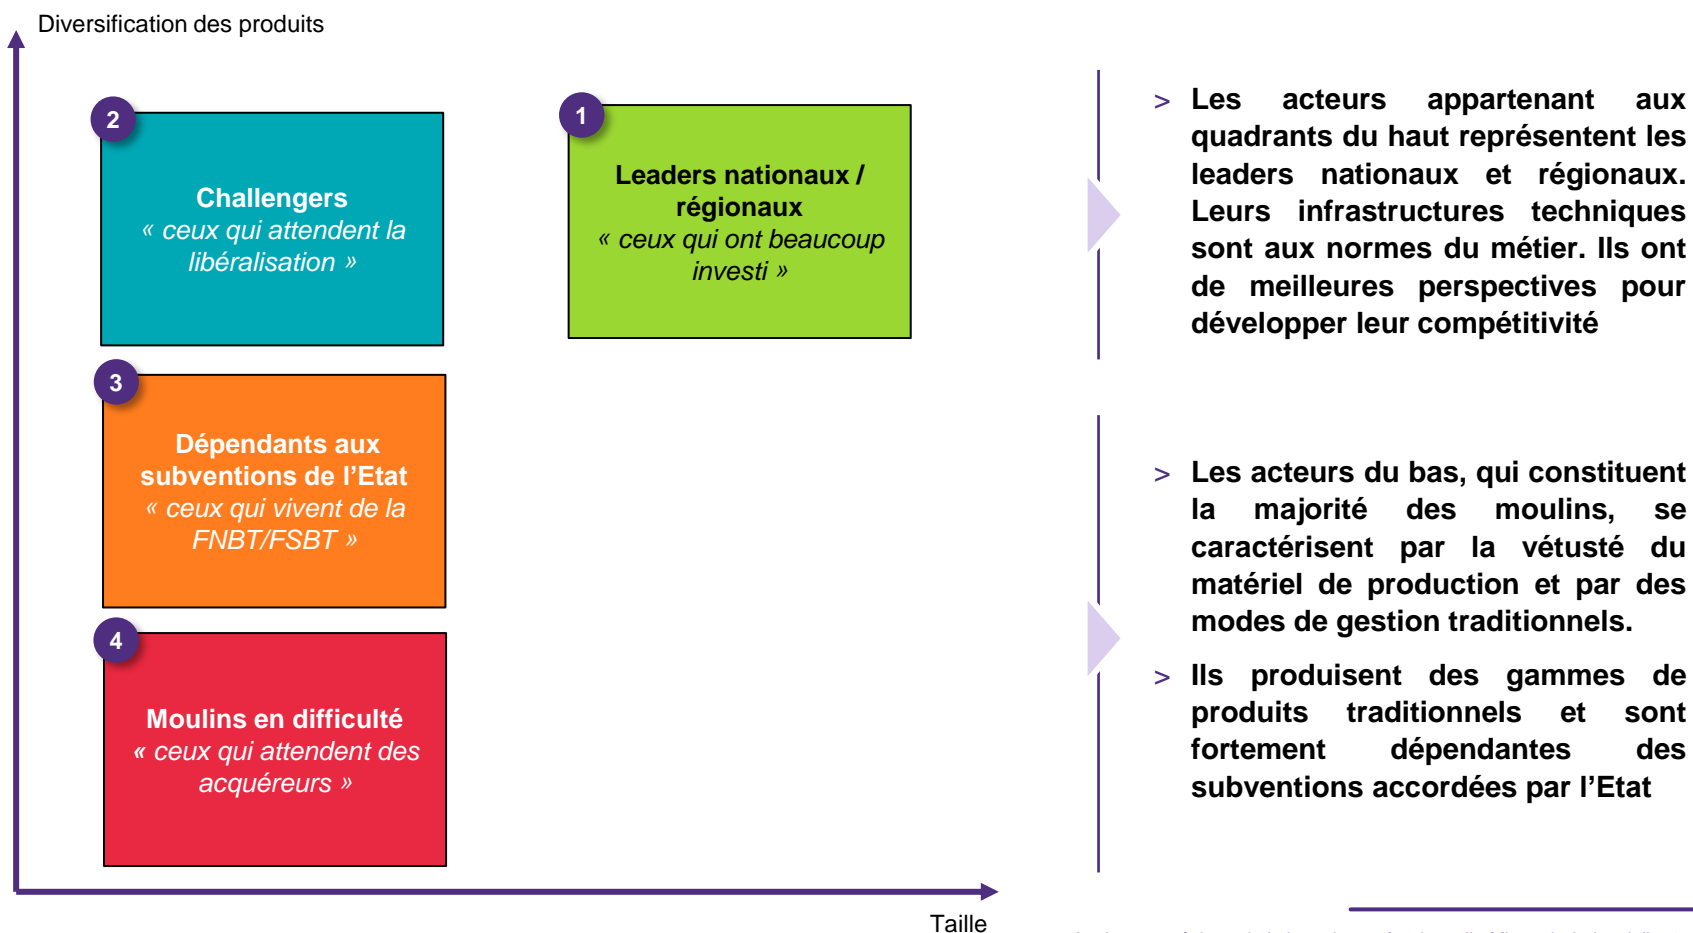 Diversification des produits
2
Challengers
« ceux qui attendent la
libéralisation »
1
Leaders nationaux /
régionaux
« ceux qui ont beaucoup
investi »
3
Dépendants aux
subventions de l’Etat
« ceux qui vivent de la
FNBT/FSBT »
4
Moulins en difficulté
« ceux qui attendent des
acquéreurs »
Taille
> Les acteurs appartenant aux
quadrants du haut représentent les
leaders nationaux et régionaux.
Leurs infrastructures techniques
sont aux normes du métier. Ils ont
de meilleures perspectives pour
développer leur compétitivité
> Les acteurs du bas, qui constituent
la majorité des moulins, se
caractérisent par la vétusté du
matériel de production et par des
modes de gestion traditionnels.
> Ils produisent des gammes de
produits traditionnels et sont
fortement dépendantes des
subventions accordées par l’Etat